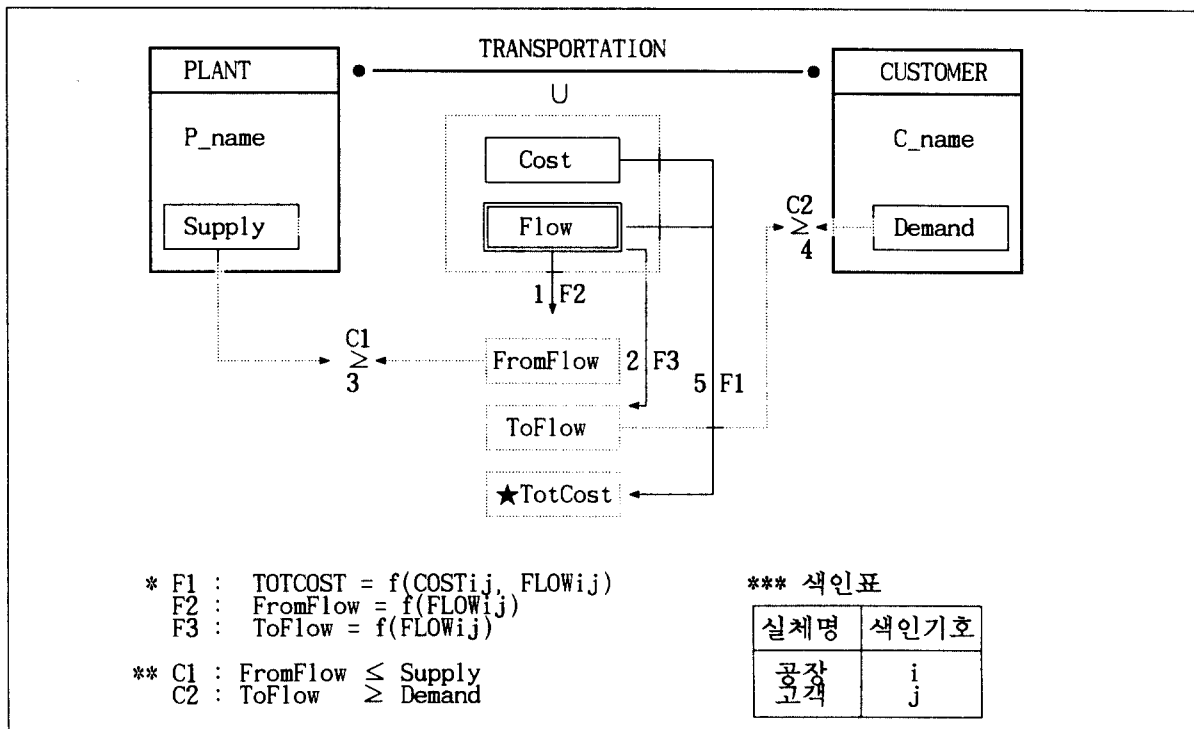 TRANSPORTATION
PLANT
CUSTOMER
∪
P_name
Cost
C_name
Supply
Flow
C2
≥
4
Demand
1 F2
C1
≥
3
FromFlow
2 F3
5 F1
ToFlow
★TotCost
* F1 : TOTCOST = f(COSTij, FLOWij)
F2 : FromFlow = f(FLOWij)
F3 : ToFlow = f(FLOWij)
** C1 : FromFlow ≤ Supply
C2 : ToFlow ≥ Demand
*** 색인표
실체명 색인기호
공장 i
고객 j